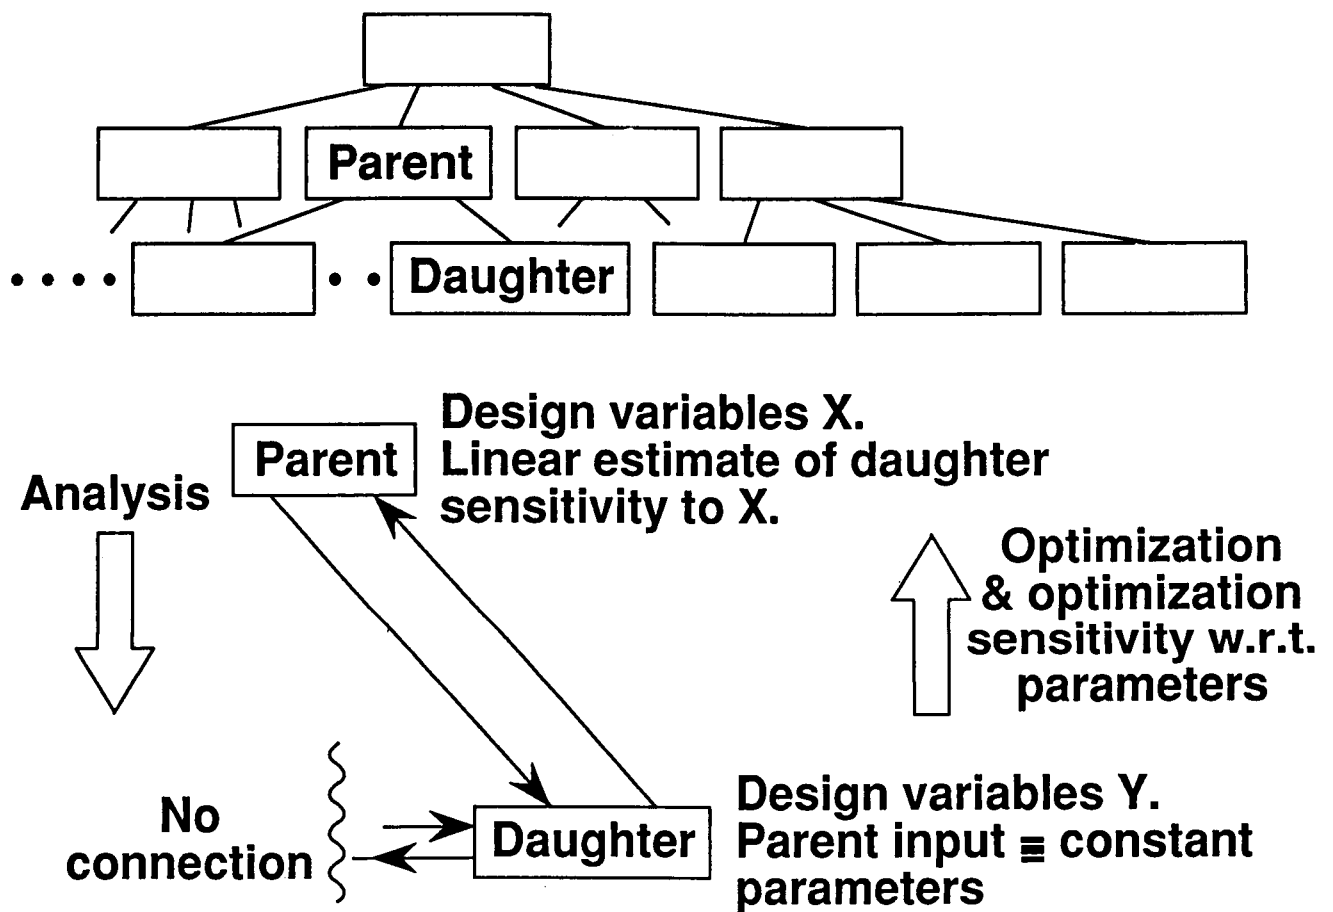 Parent
Daughter
Design variables X.
Parent
Linear estimate of daughter
sensitivity to X.
Analysis
Optimization
& optimization
sensitivity w.r.t.
parameters
No
connection
Daughter
Design variables Y.
Parent input ≡ constant
parameters